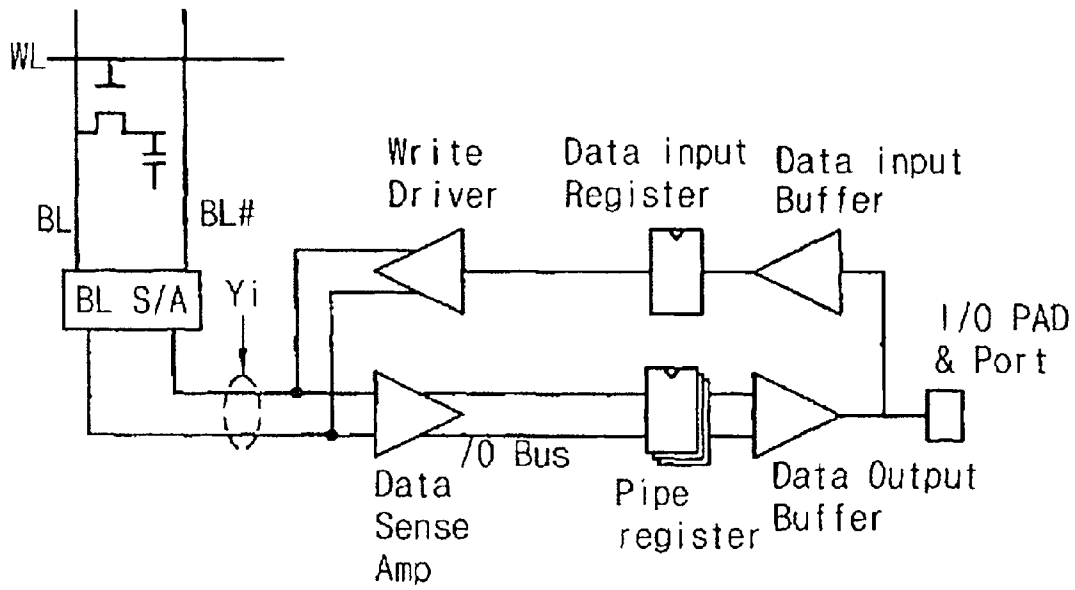 WL
Write
Driver
Data input
Register
Data input
Buffer
BL
BL#
BL S/A
Yi
I/O PAD
& Port
/O Bus
Data
Sense
Amp
Pipe
register
Data Output
Buffer